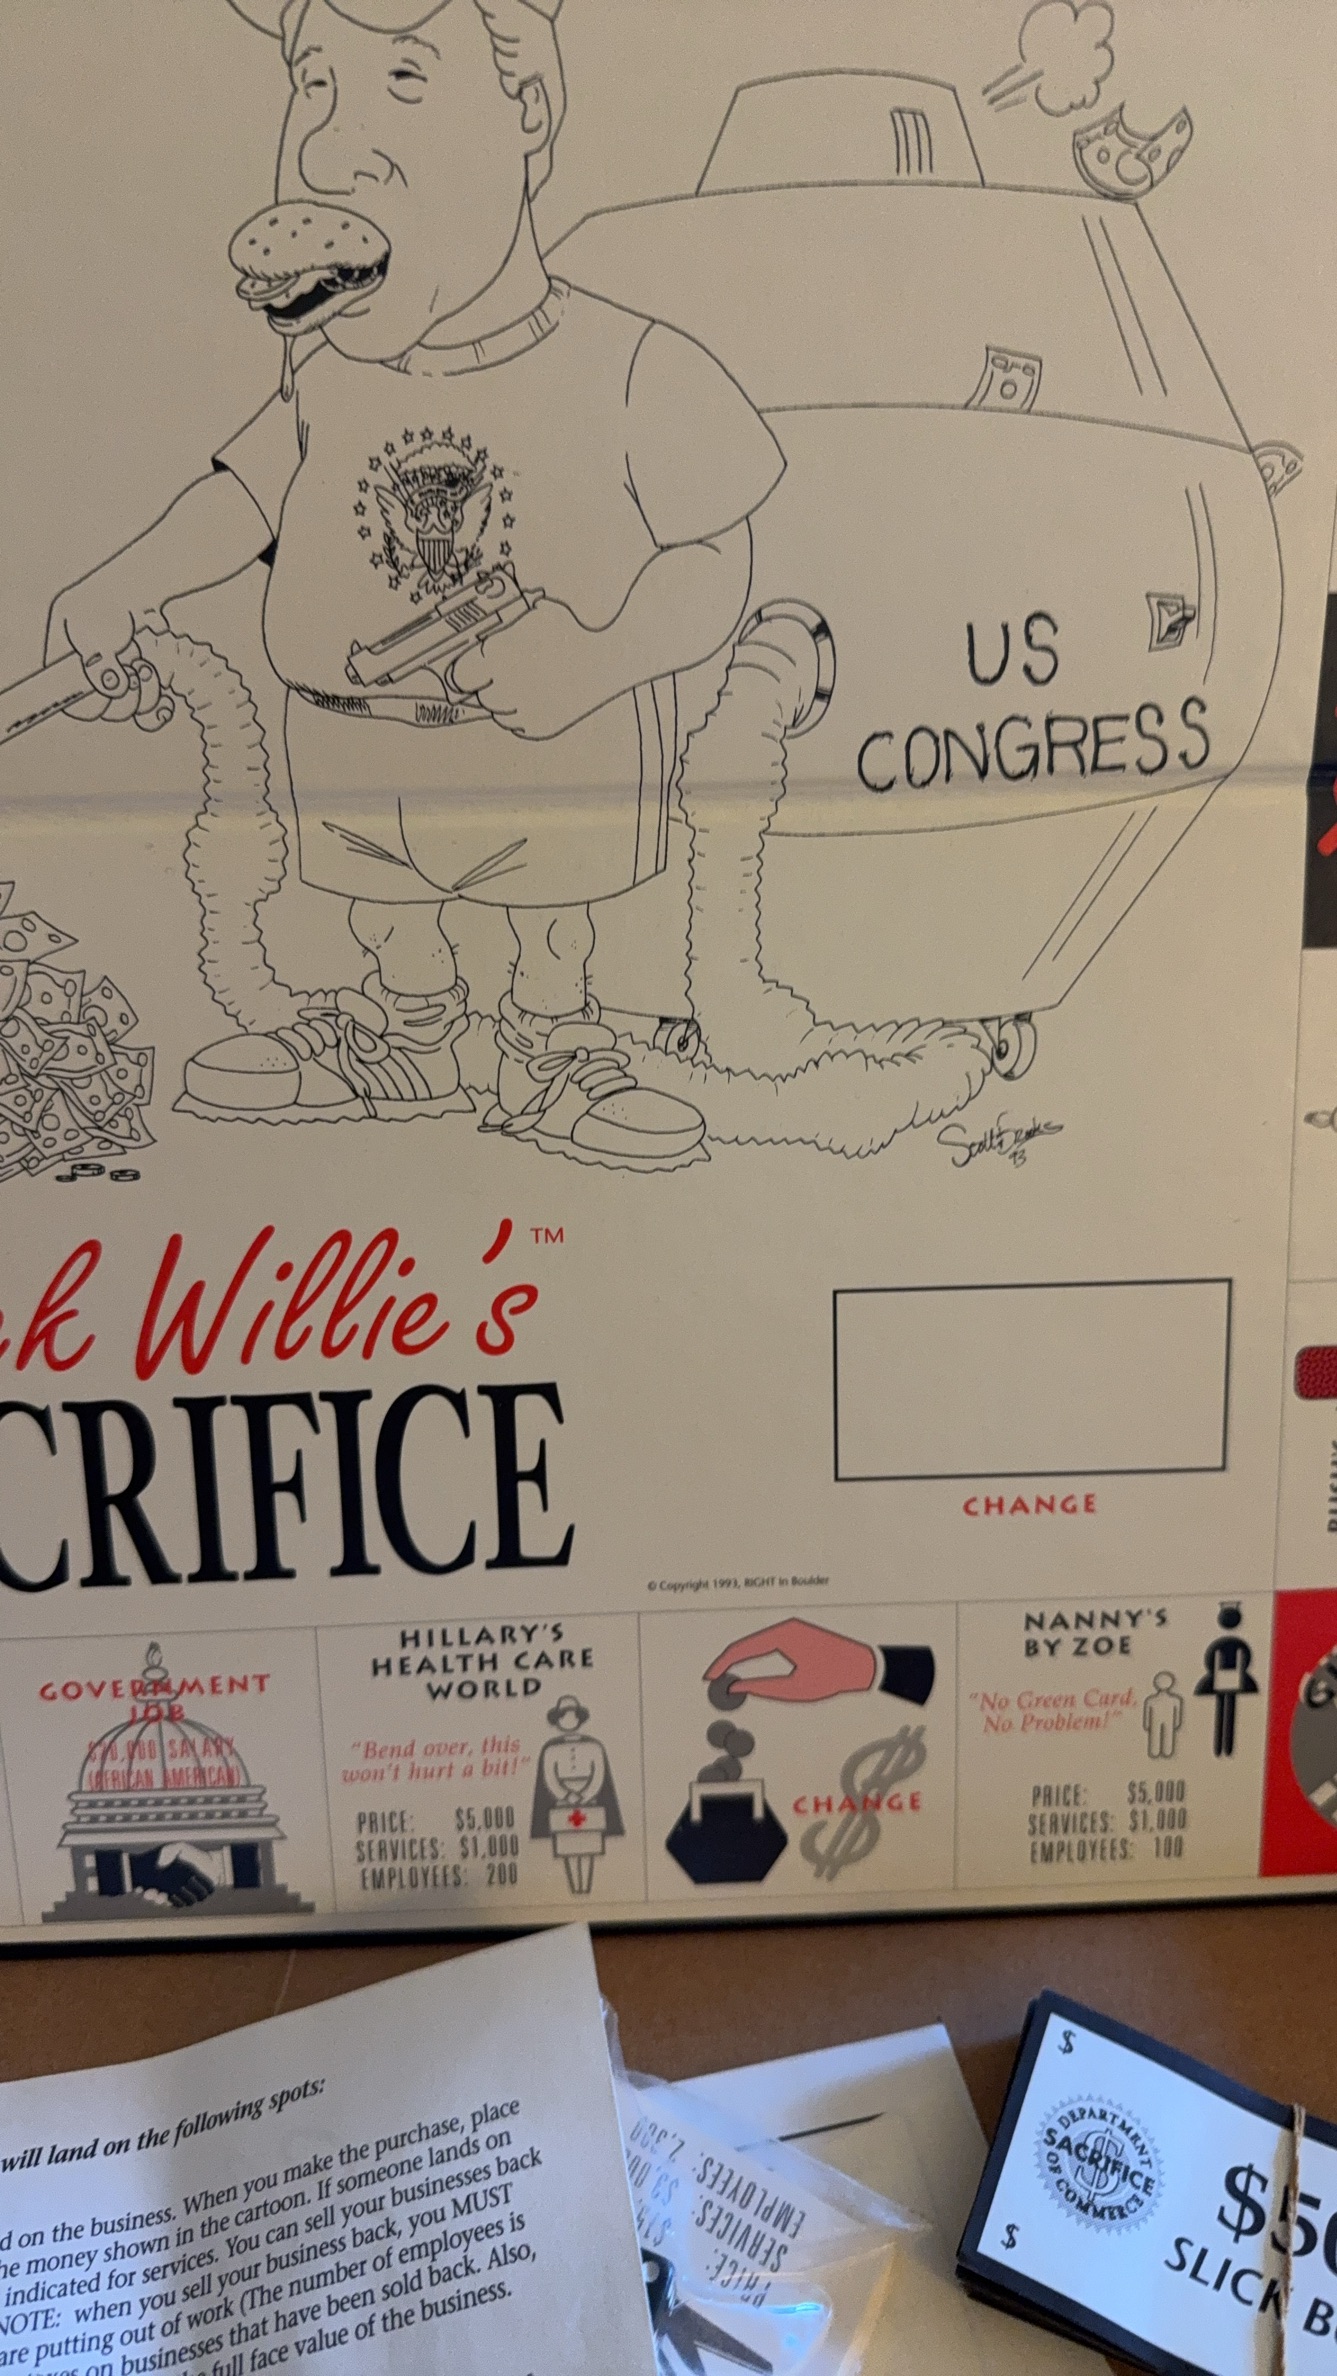 US
CONGRESS
93
Willie's™
CRIFICE
CHANGE
© Copyright 1993, RIGHT In Boulder
GOVERNMENT
JOB
SALARY
(AFRICAN AMERICAN)
HILLARY'S
HEALTH CARE
WORLD
"Bend over, this
won't hurt a bit!"
PRICE: $5,000
SERVICES: $1,000
EMPLOYEES: 200
CHANGE
NANNY'S
BY ZOE
"No Green Card,
No Problem!"
PRICE: $5,000
SERVICES: $1,000
EMPLOYEES: 100
will land on the following spots:
d on the business. When you make the purchase, place
he money shown in the cartoon. If someone lands on
indicated for services. You can sell your businesses back
NOTE: when you sell your business back, you MUST
are putting out of work (The number of employees is
on businesses that have been sold back. Also,
full face value of the business.
PRICE:
SERVICES:
EMPLOYEES:
$
DEPARTMENT
SACRIFICE
OF COMMERCE
$
SLICK